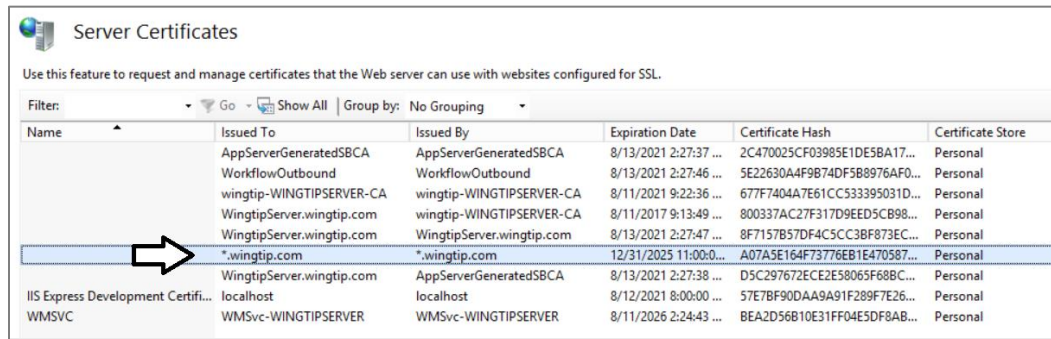 Server Certificates
Use this feature to request and manage certificates that the Web server can use with websites configured for SSL.
Filter: Go Show All Group by: No Grouping
Name Issued To Issued By Expiration Date Certificate Hash Certificate Store
AppServerGeneratedSBCA AppServerGeneratedSBCA 8/13/2021 2:27:37 ... 2C470025CF03985E1DE5BA17... Personal
WorkflowOutbound WorkflowOutbound 8/13/2021 2:27:46 ... 5E22630A4F9B74DF5B8976AF0... Personal
wingtip-WINGTIPSERVER-CA wingtip-WINGTIPSERVER-CA 8/11/2021 9:22:36 ... 677F7404A7E61CC533395031D... Personal
WingtipServer.wingtip.com wingtip-WINGTIPSERVER-CA 8/11/2017 9:13:49 ... 800337AC27F317D9EED5CB98... Personal
WingtipServer.wingtip.com WingtipServer.wingtip.com 8/13/2021 2:27:47 ... 8F7157B57DF4C5CC3BF873EC... Personal
*.wingtip.com *.wingtip.com 12/31/2025 11:00:0... A07A5E164F73776EB1E470587... Personal
WingtipServer.wingtip.com AppServerGeneratedSBCA 8/13/2021 2:27:38 ... D5C297672ECE2E58065F68BC... Personal
IIS Express Development Certifi... localhost localhost 8/12/2021 8:00:00 ... 57E7BF90DAA9A91F289F7E26... Personal
WMSVC WMSvc-WINGTIPSERVER WMSvc-WINGTIPSERVER 8/11/2026 2:24:43 ... BEA2D56B10E31FF04E5DF8AB... Personal